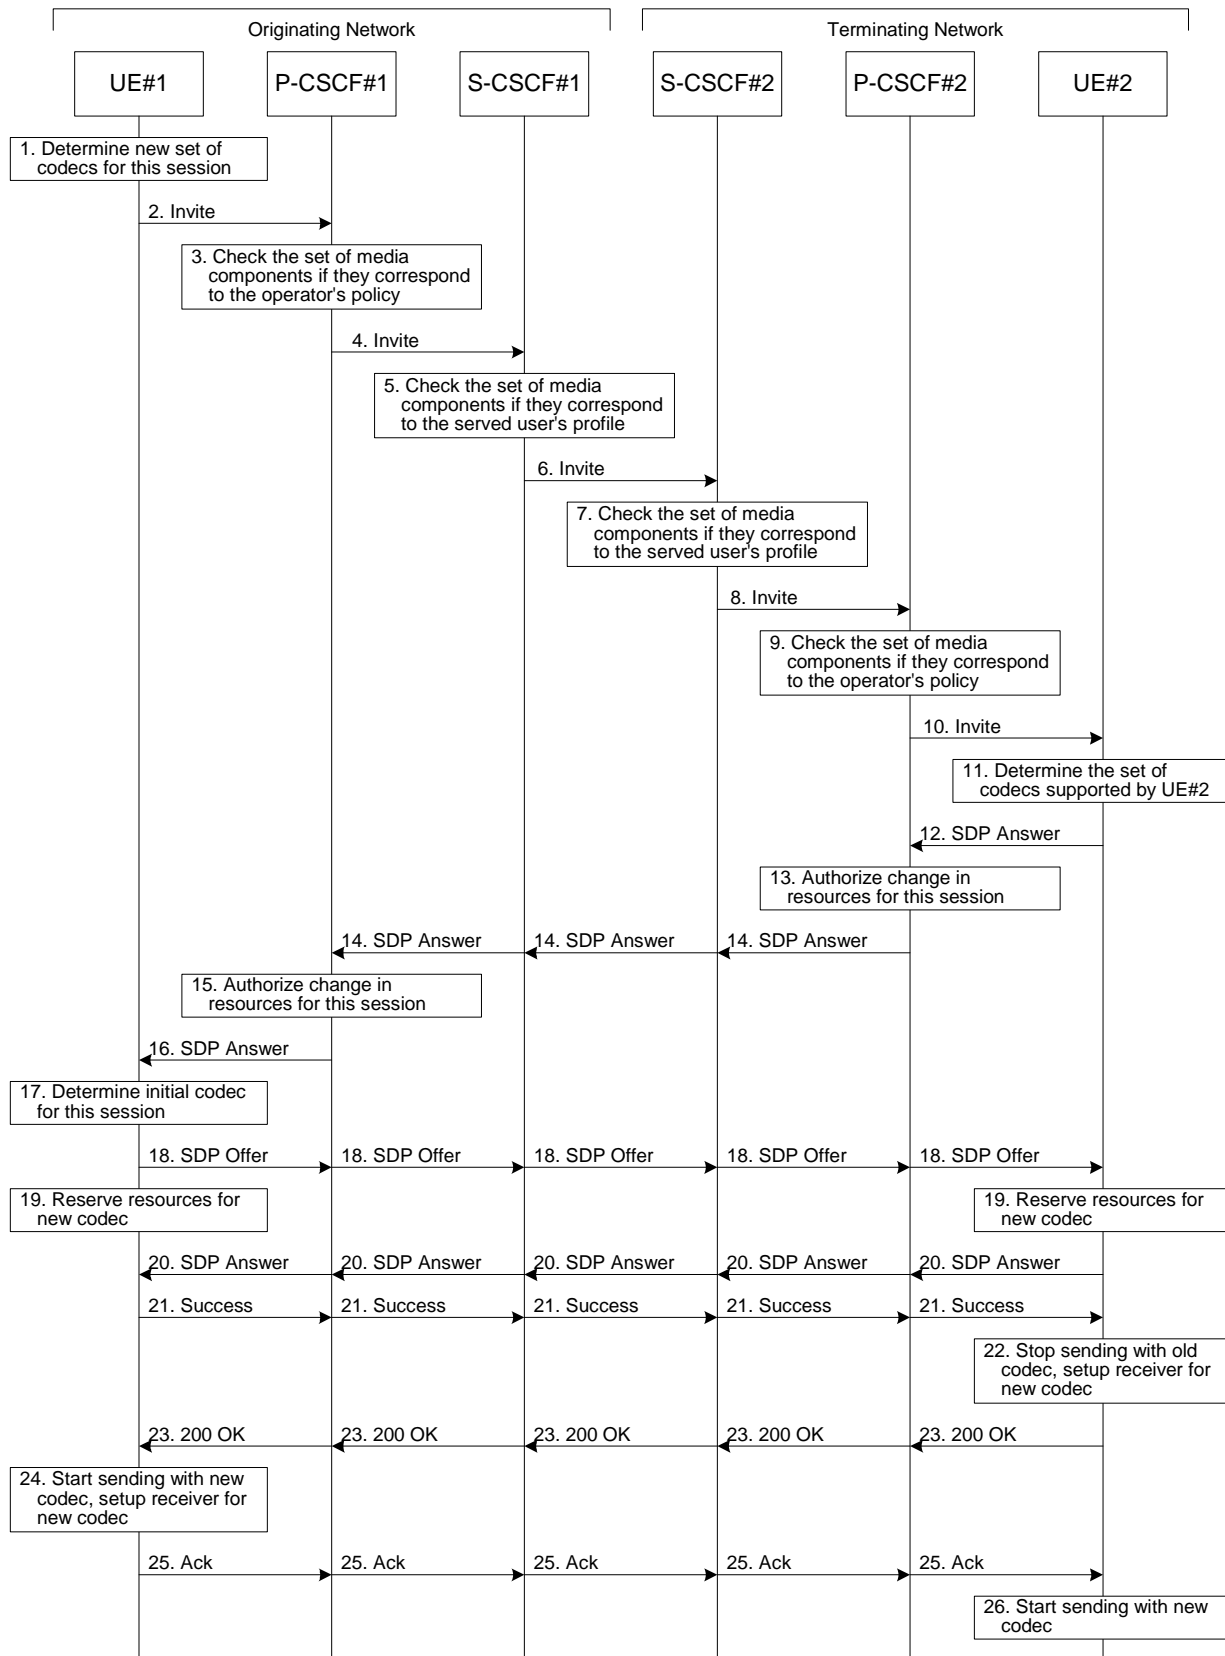 Originating Network
Terminating Network
UE#1
P-CSCF#1
S-CSCF#1
S-CSCF#2
P-CSCF#2
UE#2
1. Determine new set of
codecs for this session
2. Invite
3. Check the set of media
components if they correspond
to the operator's policy
4. Invite
5. Check the set of media
components if they correspond
to the served user's profile
6. Invite
7. Check the set of media
components if they correspond
to the served user's profile
8. Invite
9. Check the set of media
components if they correspond
to the operator's policy
10. Invite
11. Determine the set of
codecs supported by UE#2
12. SDP Answer
13. Authorize change in
resources for this session
14. SDP Answer
14. SDP Answer
14. SDP Answer
15. Authorize change in
resources for this session
16. SDP Answer
17. Determine initial codec
for this session
18. SDP Offer
18. SDP Offer
18. SDP Offer
18. SDP Offer
18. SDP Offer
19. Reserve resources for
new codec
19. Reserve resources for
new codec
20. SDP Answer
20. SDP Answer
20. SDP Answer
20. SDP Answer
20. SDP Answer
21. Success
21. Success
21. Success
21. Success
21. Success
22. Stop sending with old
codec, setup receiver for
new codec
23. 200 OK
23. 200 OK
23. 200 OK
23. 200 OK
23. 200 OK
24. Start sending with new
codec, setup receiver for
new codec
25. Ack
25. Ack
25. Ack
25. Ack
25. Ack
26. Start sending with new
codec